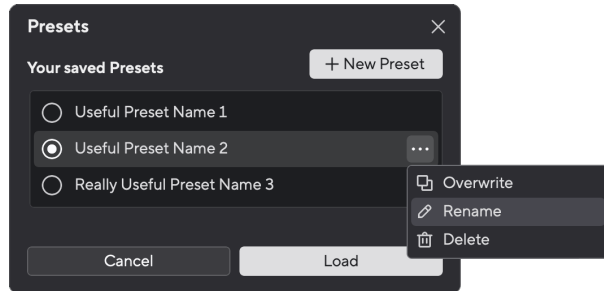 Presets
Your saved Presets
+ New Preset
Useful Preset Name 1
Useful Preset Name 2
Really Useful Preset Name 3
Overwrite
Rename
Delete
Cancel
Load